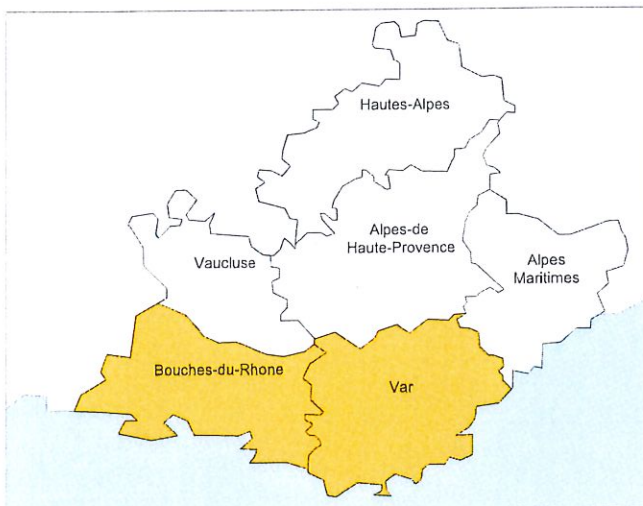 Hautes-Alpes
Alpes-de
Haute-Provence
Vaucluse
Alpes
Maritimes
Bouches-du-Rhone
Var